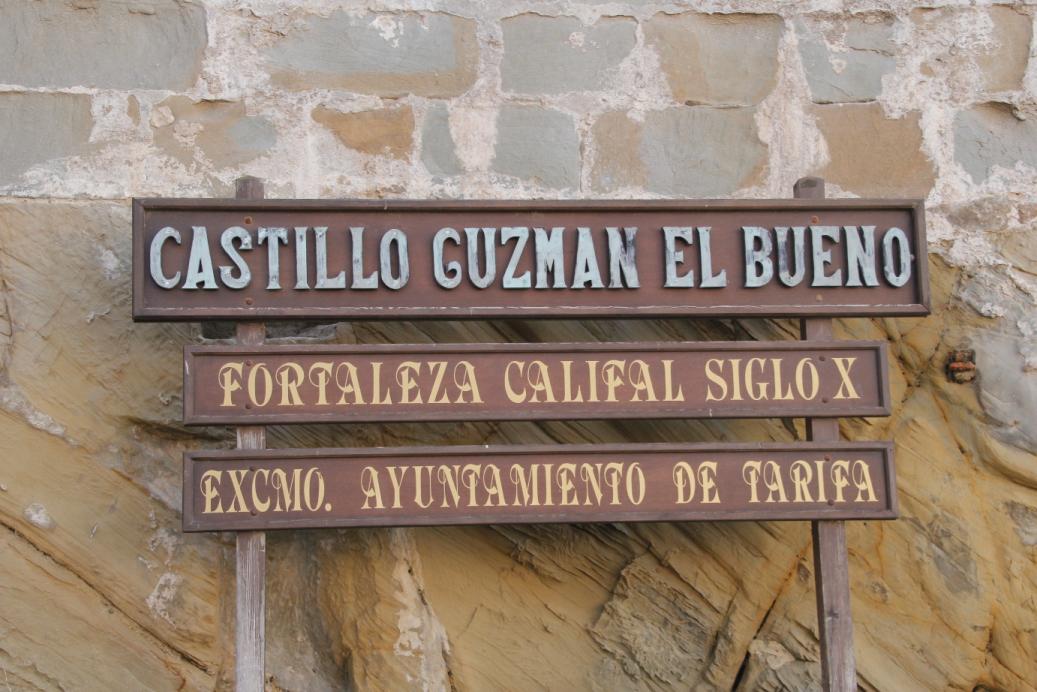 CASTILLO GUZMAN EL BUENO
FORTALEZA CALIFAL SIGLO X
EXCMO. AYUNTAMIENTO DE TARIFA